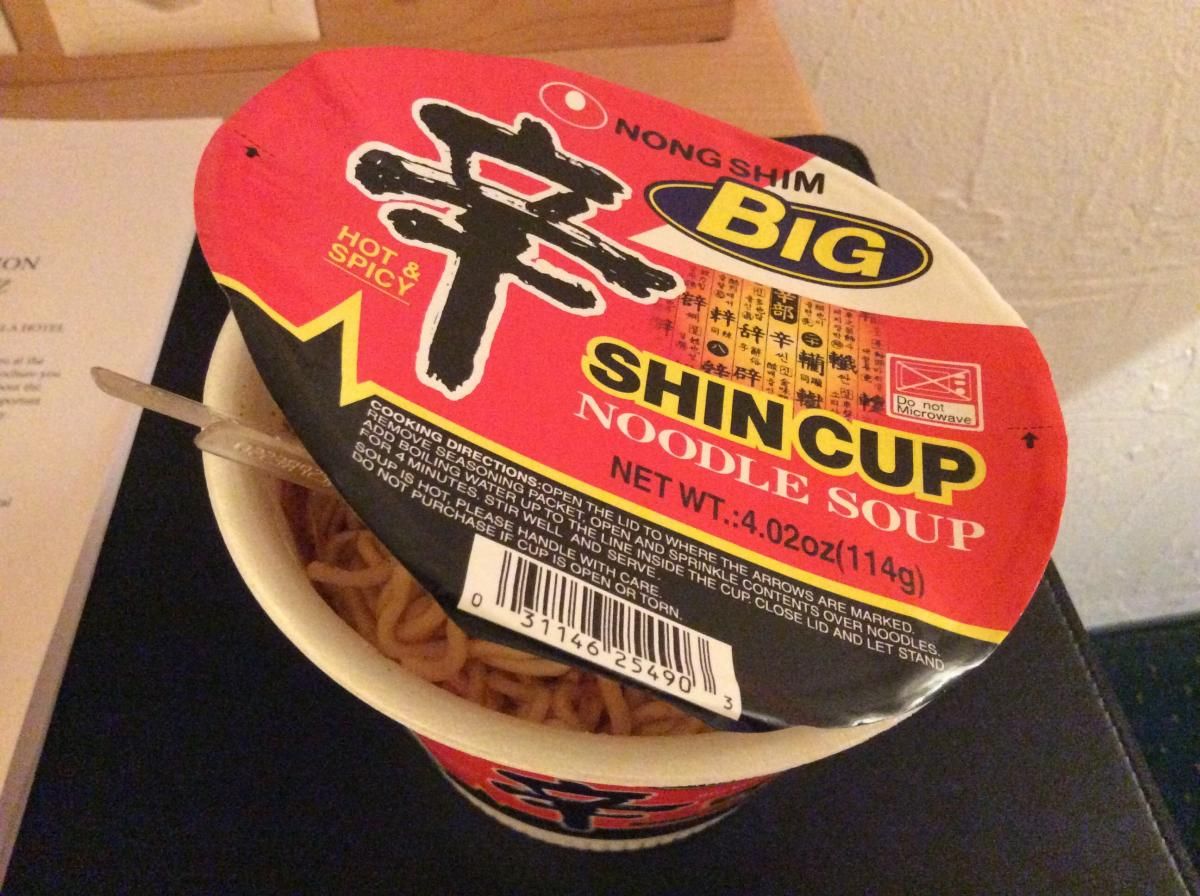 NONG SHIM
辛
BIG
HOT &
SPICY
SHIN CUP
NOODLE SOUP
NET WT.:4.02oz(114g)
Do not
Microwave
COOKING DIRECTIONS:OPEN THE LID TO WHERE THE ARROWS ARE MARKED.
REMOVE SEASONING PACKET, OPEN AND SPRINKLE CONTENTS OVER NOODLES.
ADD BOILING WATER UP TO THE LINE INSIDE THE CUP. CLOSE LID AND LET STAND
FOR 4 MINUTES. STIR WELL AND SERVE.
SOUP IS HOT, PLEASE HANDLE WITH CARE.
DO NOT PURCHASE IF CUP IS OPEN OR TORN.
0 31146 25490 3
辛